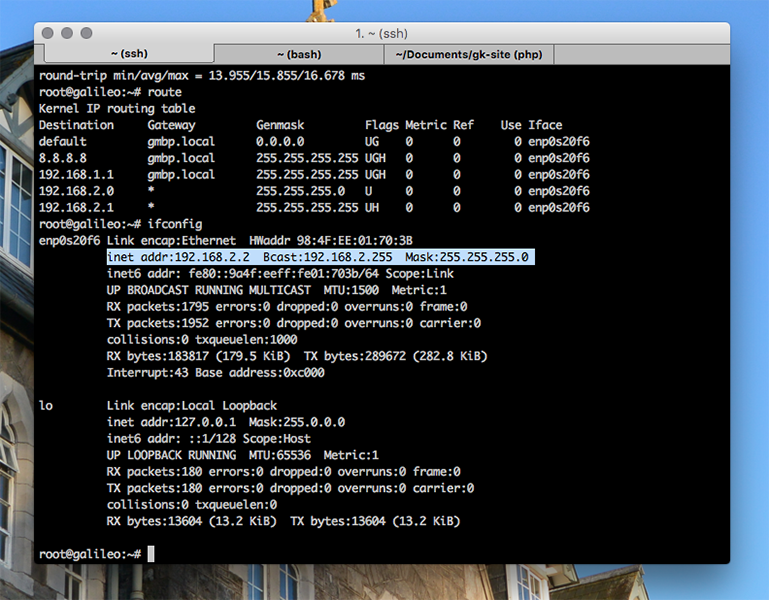 1. ~ (ssh)
~ (ssh) ~ (bash) ~/Documents/gk-site (php)
round-trip min/avg/max = 13.955/15.855/16.678 ms
root@galileo:~# route
Kernel IP routing table
Destination Gateway Genmask Flags Metric Ref Use Iface
default gmbp.local 0.0.0.0 UG 0 0 0 enp0s20f6
8.8.8.8 gmbp.local 255.255.255.255 UGH 0 0 0 enp0s20f6
192.168.1.1 gmbp.local 255.255.255.255 UGH 0 0 0 enp0s20f6
192.168.2.0 * 255.255.255.0 U 0 0 0 enp0s20f6
192.168.2.1 * 255.255.255.255 UH 0 0 0 enp0s20f6
root@galileo:~# ifconfig
enp0s20f6 Link encap:Ethernet HWaddr 98:4F:EE:01:70:3B
inet addr:192.168.2.2 Bcast:192.168.2.255 Mask:255.255.255.0
inet6 addr: fe80::9a4f:eeff:fe01:703b/64 Scope:Link
UP BROADCAST RUNNING MULTICAST MTU:1500 Metric:1
RX packets:1795 errors:0 dropped:0 overruns:0 frame:0
TX packets:1952 errors:0 dropped:0 overruns:0 carrier:0
collisions:0 txqueuelen:1000
RX bytes:183817 (179.5 KiB) TX bytes:289672 (282.8 KiB)
Interrupt:43 Base address:0xc000
lo Link encap:Local Loopback
inet addr:127.0.0.1 Mask:255.0.0.0
inet6 addr: ::1/128 Scope:Host
UP LOOPBACK RUNNING MTU:65536 Metric:1
RX packets:180 errors:0 dropped:0 overruns:0 frame:0
TX packets:180 errors:0 dropped:0 overruns:0 carrier:0
collisions:0 txqueuelen:0
RX bytes:13604 (13.2 KiB) TX bytes:13604 (13.2 KiB)
root@galileo:~#